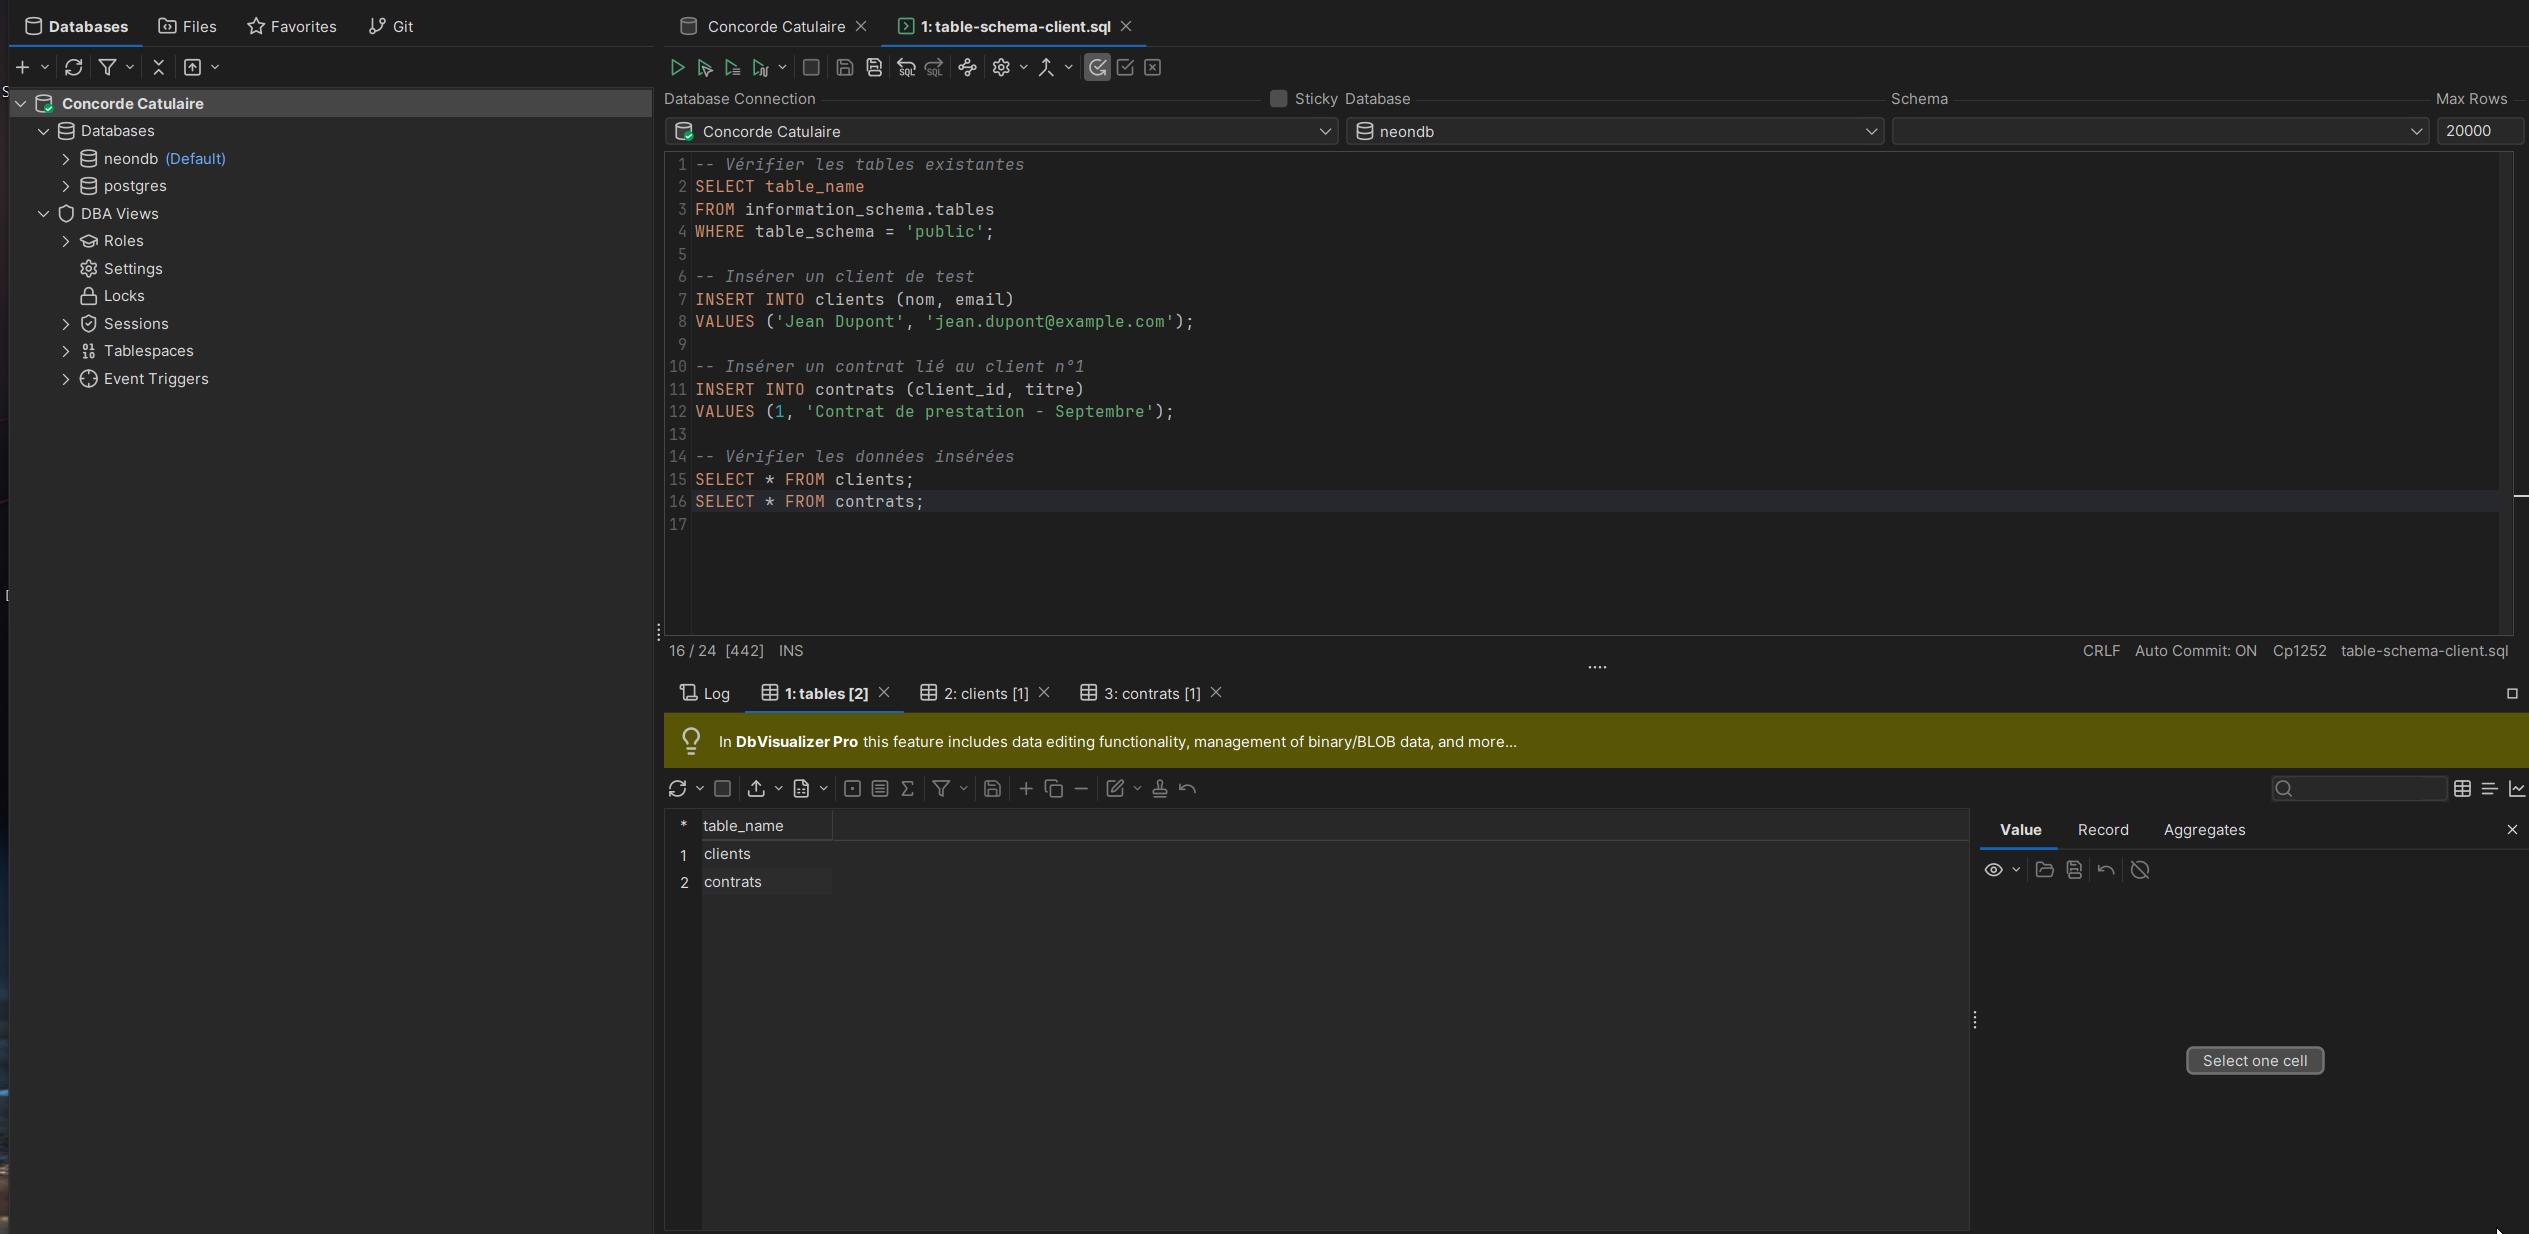 Databases Files Favorites Git
Concorde Catulaire
Databases
neondb (Default)
postgres
DBA Views
Roles
Settings
Locks
Sessions
Tablespaces
Event Triggers
Concorde Catulaire 1: table-schema-client.sql
Database Connection Sticky Database Schema Max Rows
Concorde Catulaire neondb 20000
1 -- Vérifier les tables existantes
2 SELECT table_name
3 FROM information_schema.tables
4 WHERE table_schema = 'public';
5
6 -- Insérer un client de test
7 INSERT INTO clients (nom, email)
8 VALUES ('Jean Dupont', 'jean.dupont@example.com');
9
10 -- Insérer un contrat lié au client n°1
11 INSERT INTO contrats (client_id, titre)
12 VALUES (1, 'Contrat de prestation - Septembre');
13
14 -- Vérifier les données insérées
15 SELECT * FROM clients;
16 SELECT * FROM contrats;
17
16 / 24 [442] INS CRLF Auto Commit: ON Cp1252 table-schema-client.sql
Log 1: tables [2] 2: clients [1] 3: contrats [1]
In DbVisualizer Pro this feature includes data editing functionality, management of binary/BLOB data, and more...
* table_name
1 clients
2 contrats
Value Record Aggregates
Select one cell